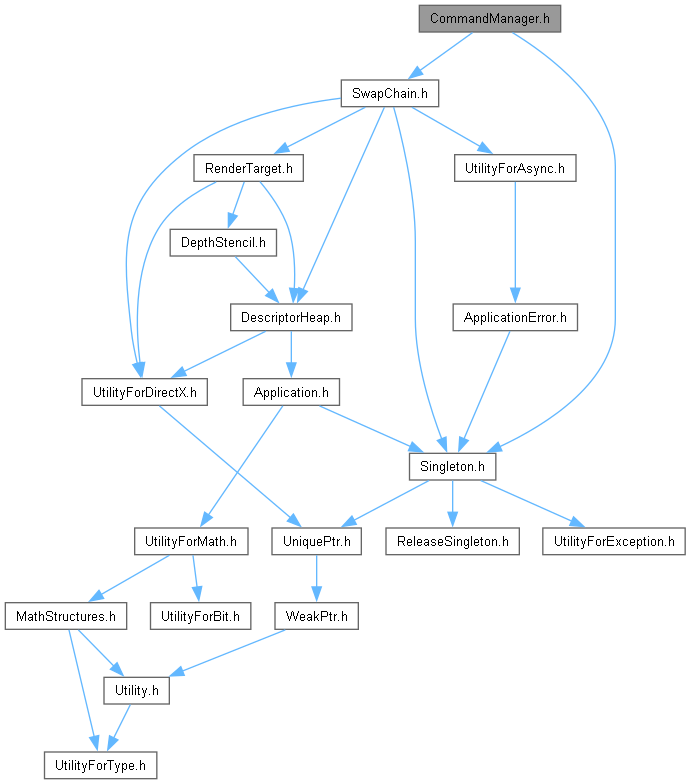 CommandManager.h
SwapChain.h
RenderTarget.h
UtilityForAsync.h
DepthStencil.h
DescriptorHeap.h
ApplicationError.h
UtilityForDirectX.h
Application.h
Singleton.h
UtilityForMath.h
UniquePtr.h
ReleaseSingleton.h
UtilityForException.h
MathStructures.h
UtilityForBit.h
WeakPtr.h
Utility.h
UtilityForType.h